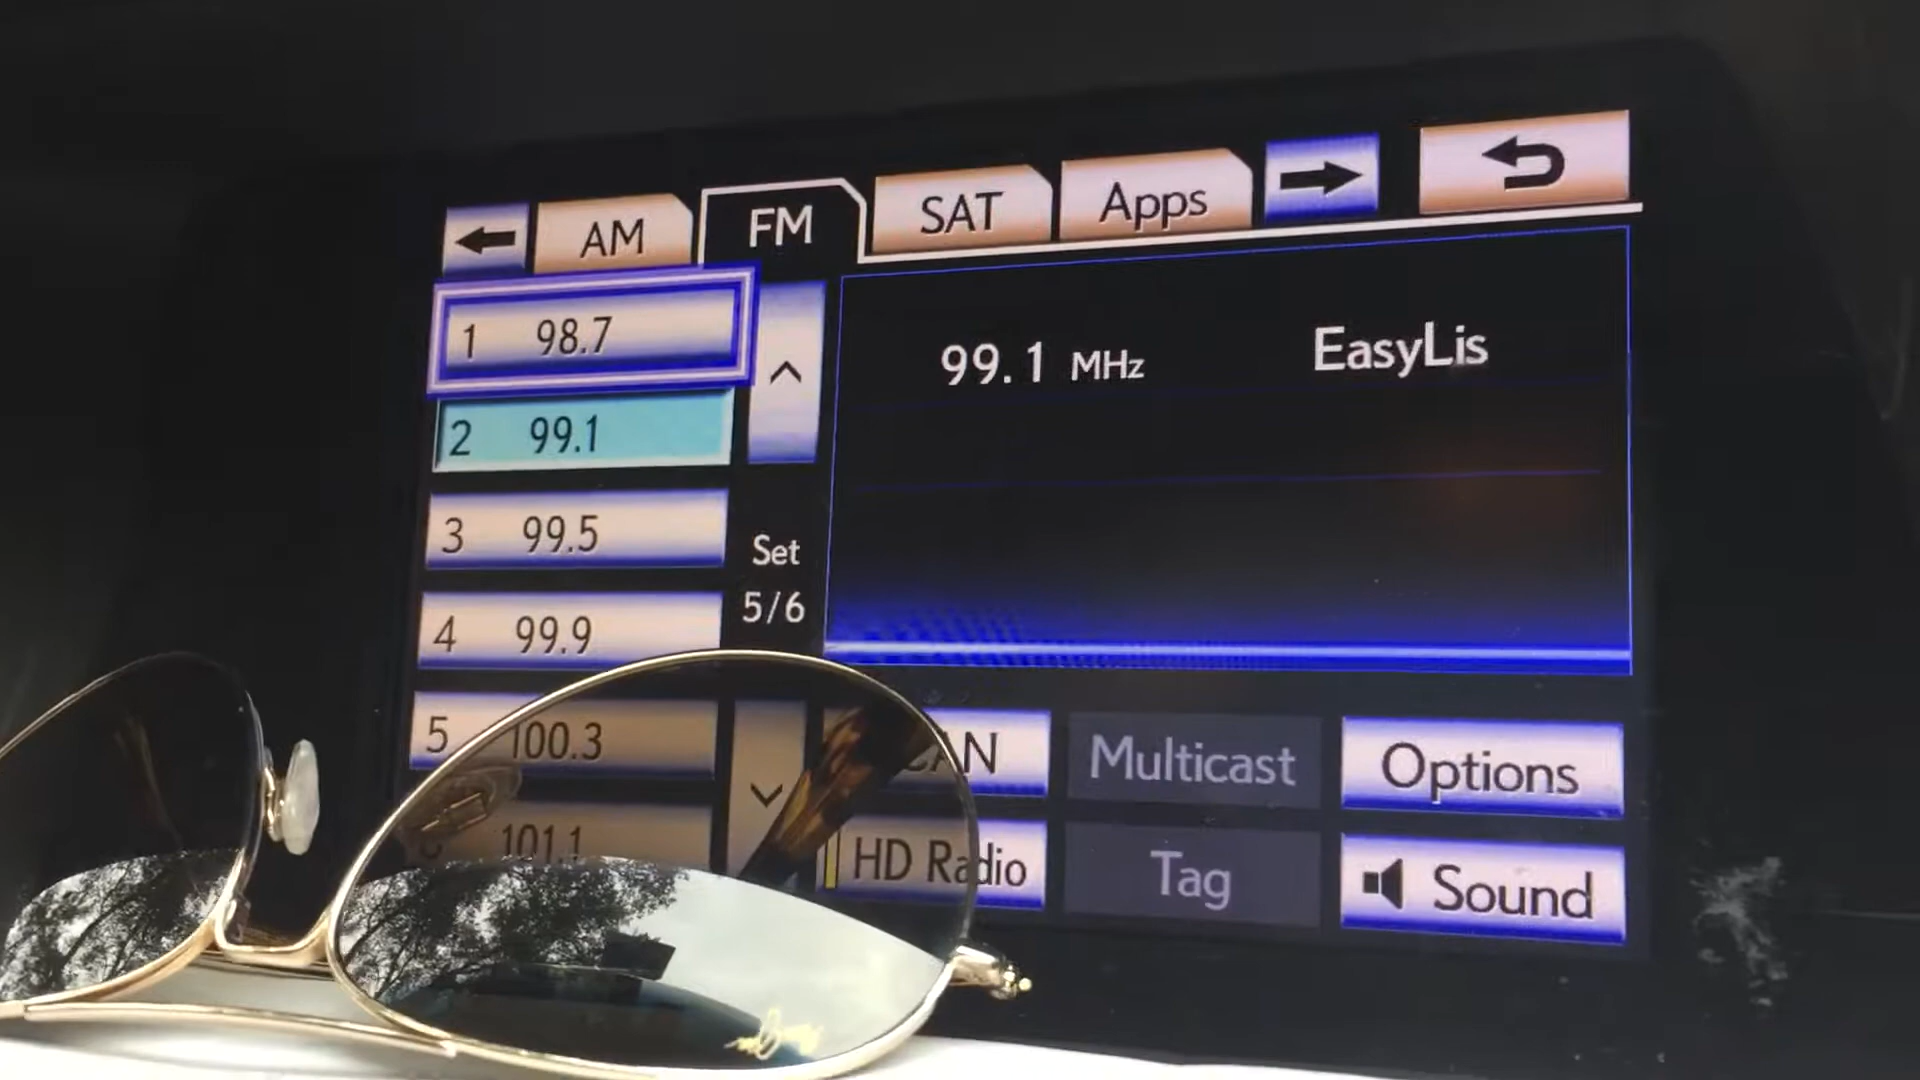 AM FM SAT Apps
1 98.7
2 99.1
3 99.5
4 99.9
5 100.3
101.1
Set
5/6
99.1 MHz EasyLis
Multicast Options
HD Radio Tag Sound